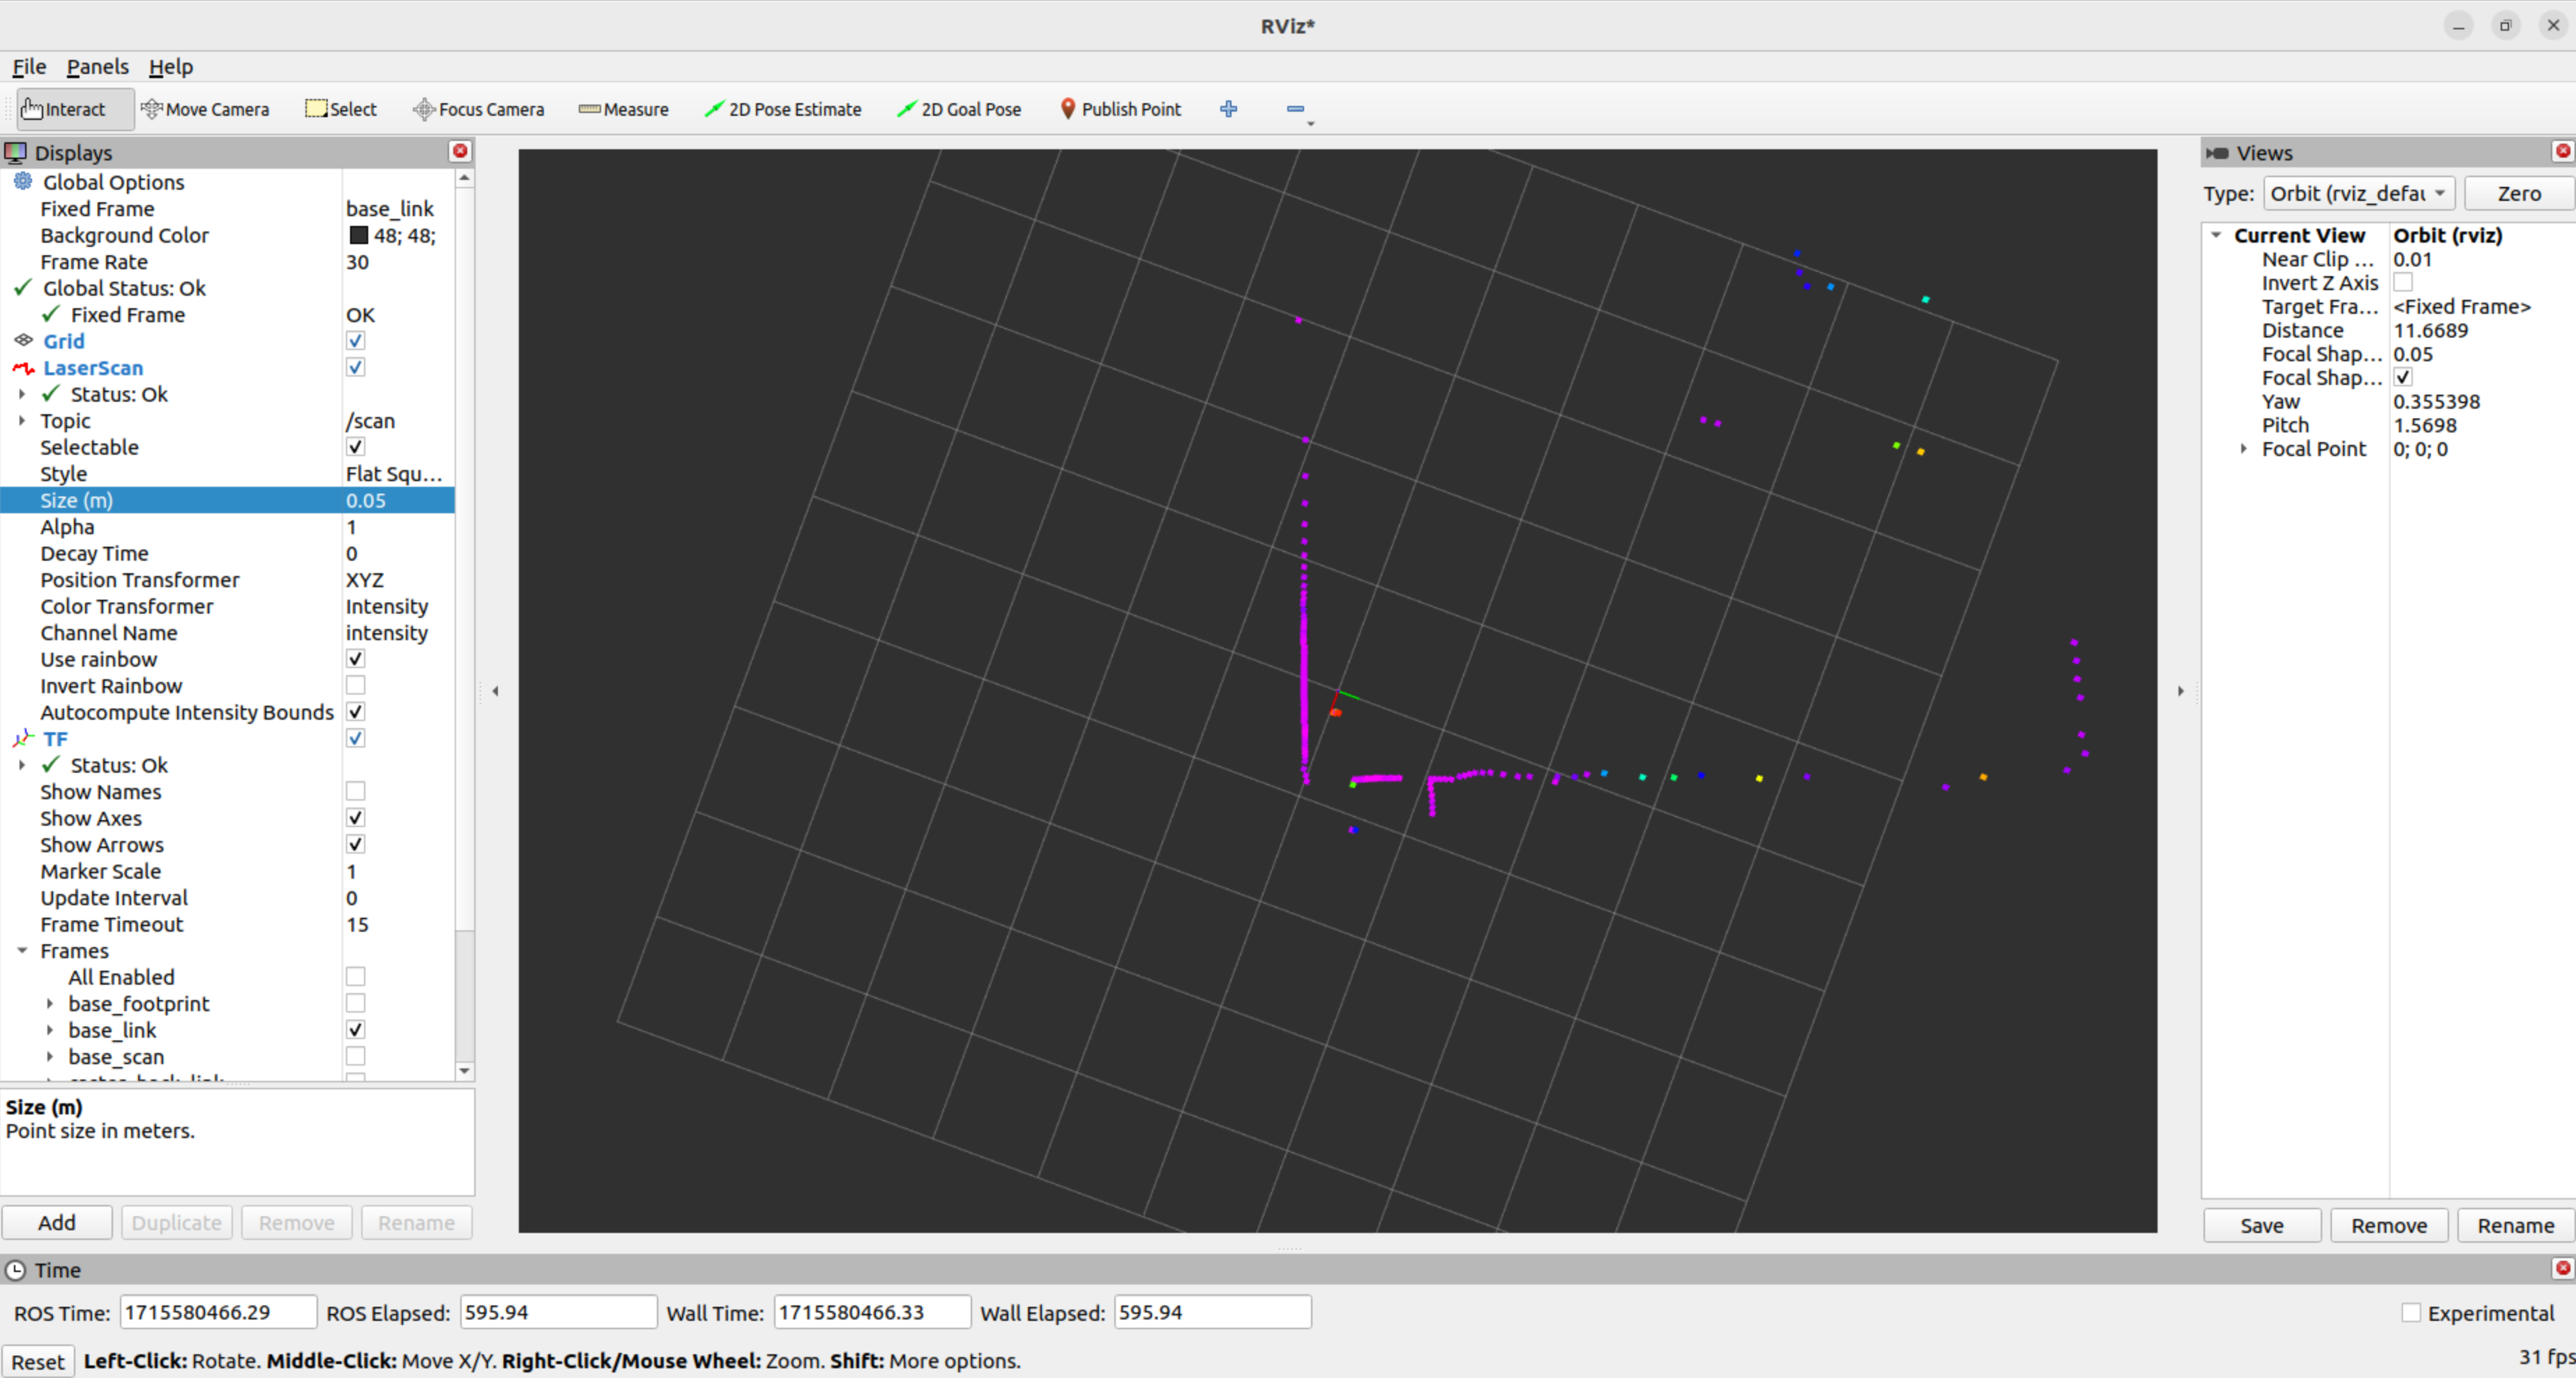 RViz*
File Panels Help
Interact Move Camera Select Focus Camera Measure 2D Pose Estimate 2D Goal Pose Publish Point
Displays
Global Options
Fixed Frame base_link
Background Color 48; 48;
Frame Rate 30
Global Status: Ok
Fixed Frame OK
Grid
LaserScan
Status: Ok
Topic /scan
Selectable
Style Flat Squ...
Size (m) 0.05
Alpha 1
Decay Time 0
Position Transformer XYZ
Color Transformer Intensity
Channel Name intensity
Use rainbow
Invert Rainbow
Autocompute Intensity Bounds
TF
Status: Ok
Show Names
Show Axes
Show Arrows
Marker Scale 1
Update Interval 0
Frame Timeout 15
Frames
All Enabled
base_footprint
base_link
base_scan
Size (m)
Point size in meters.
Add Duplicate Remove Rename
Views
Type: Orbit (rviz_defau Zero
Current View Orbit (rviz)
Near Clip ... 0.01
Invert Z Axis
Target Fra... <Fixed Frame>
Distance 11.6689
Focal Shap... 0.05
Focal Shap...
Yaw 0.355398
Pitch 1.5698
Focal Point 0; 0; 0
Save Remove Rename
Time
ROS Time: 1715580466.29 ROS Elapsed: 595.94 Wall Time: 1715580466.33 Wall Elapsed: 595.94 Experimental
Reset Left-Click: Rotate. Middle-Click: Move X/Y. Right-Click/Mouse Wheel: Zoom. Shift: More options. 31 fps